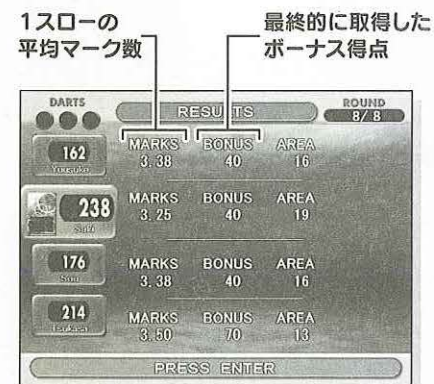 1スローの
平均マーク数
最終的に取得した
ボーナス得点
DARTS
RESULTS
ROUND
8/8
162
Yousuke
MARKS
3.38
BONUS
40
AREA
16
238
Suki
MARKS
3.25
BONUS
40
AREA
19
176
MARKS
3.38
BONUS
40
AREA
16
214
Tsukasa
MARKS
3.50
BONUS
70
AREA
13
PRESS ENTER